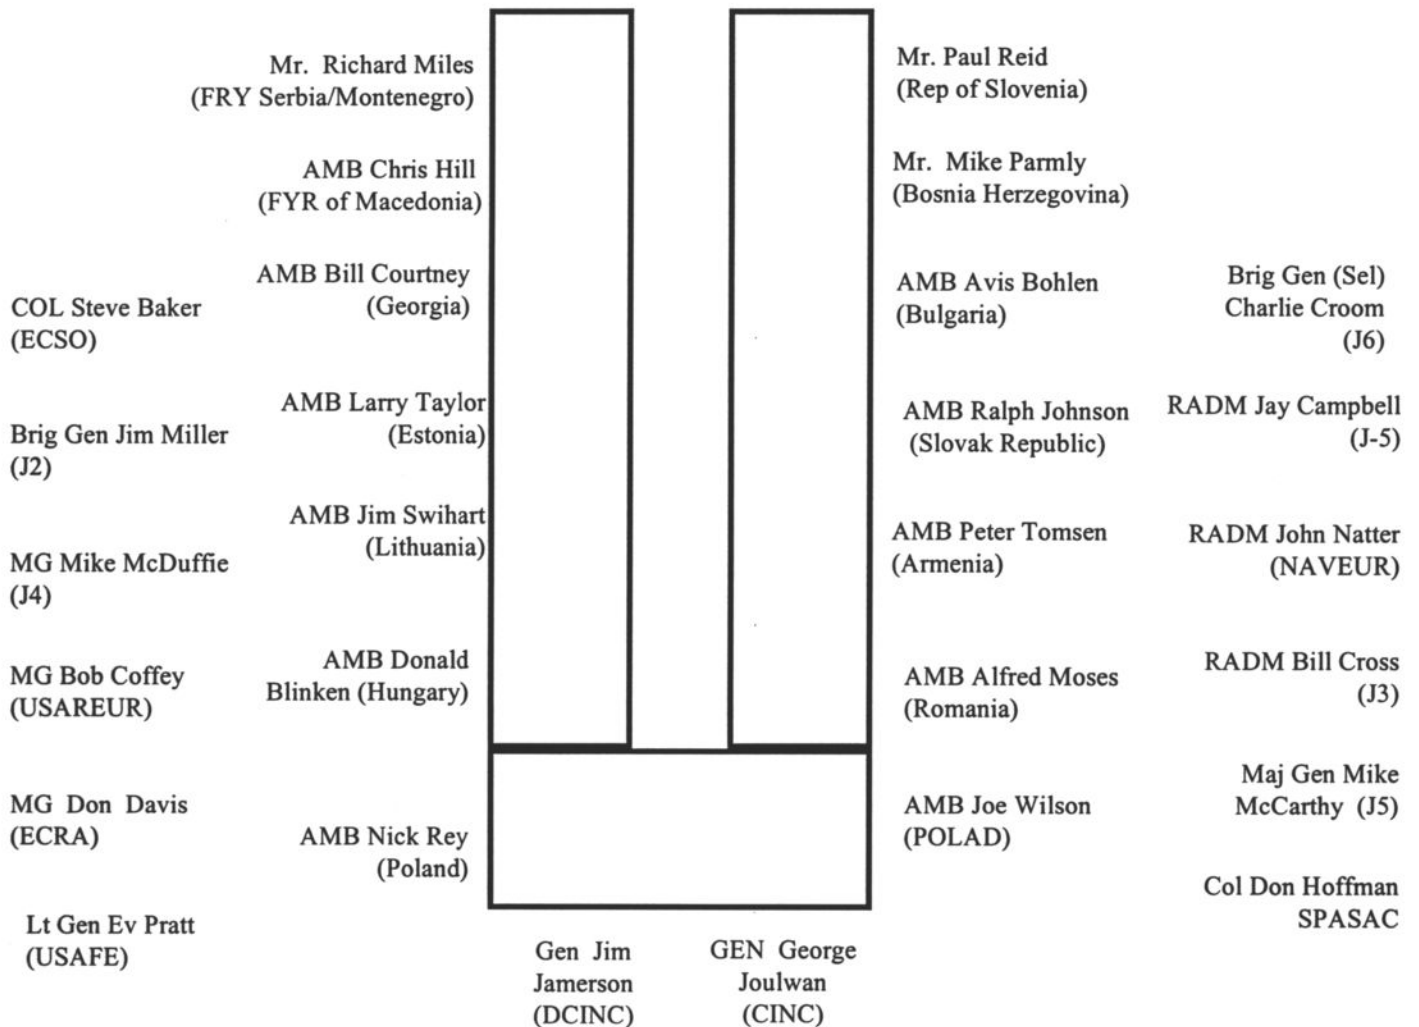 Mr. Richard Miles
(FRY Serbia/Montenegro)
AMB Chris Hill
(FYR of Macedonia)
AMB Bill Courtney
(Georgia)
AMB Larry Taylor
(Estonia)
AMB Jim Swihart
(Lithuania)
AMB Donald
Blinken (Hungary)
AMB Nick Rey
(Poland)
COL Steve Baker
(ECSO)
Brig Gen Jim Miller
(J2)
MG Mike McDuffie
(J4)
MG Bob Coffey
(USAREUR)
MG Don Davis
(ECRA)
Lt Gen Ev Pratt
(USAFE)
Gen Jim
Jamerson
(DCINC)
GEN George
Joulwan
(CINC)
Mr. Paul Reid
(Rep of Slovenia)
Mr. Mike Parmly
(Bosnia Herzegovina)
AMB Avis Bohlen
(Bulgaria)
AMB Ralph Johnson
(Slovak Republic)
AMB Peter Tomsen
(Armenia)
AMB Alfred Moses
(Romania)
AMB Joe Wilson
(POLAD)
Brig Gen (Sel)
Charlie Croom
(J6)
RADM Jay Campbell
(J-5)
RADM John Natter
(NAVEUR)
RADM Bill Cross
(J3)
Maj Gen Mike
McCarthy (J5)
Col Don Hoffman
SPASAC